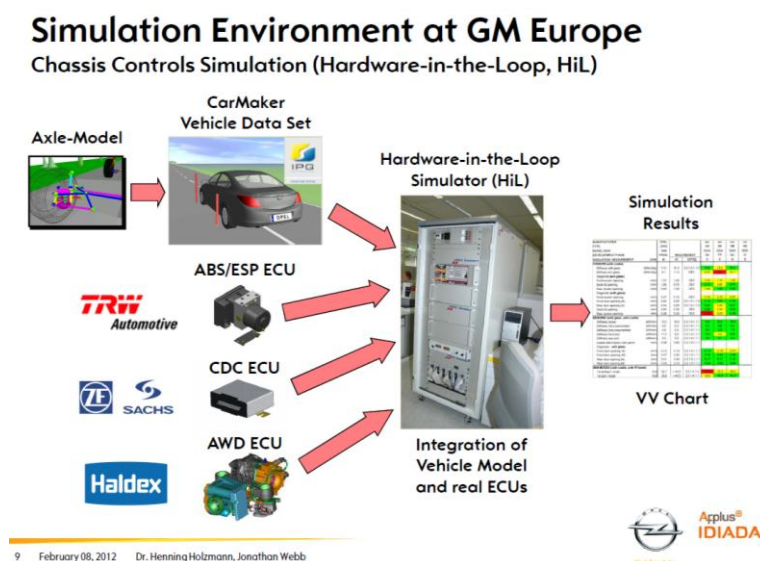 Simulation Environment at GM Europe
Chassis Controls Simulation (Hardware-in-the-Loop, HiL)
CarMaker
Vehicle Data Set
Axle-Model
IPG
OPEL
Hardware-in-the-Loop
Simulator (HiL)
Simulation
Results
ABS/ESP ECU
TRW
Automotive
CDC ECU
ZF
SACHS
VV Chart
AWD ECU
Haldex
Integration of
Vehicle Model
and real ECUs
Applus®
IDIADA
9 February 08, 2012 Dr. Henning Holzmann, Jonathan Webb